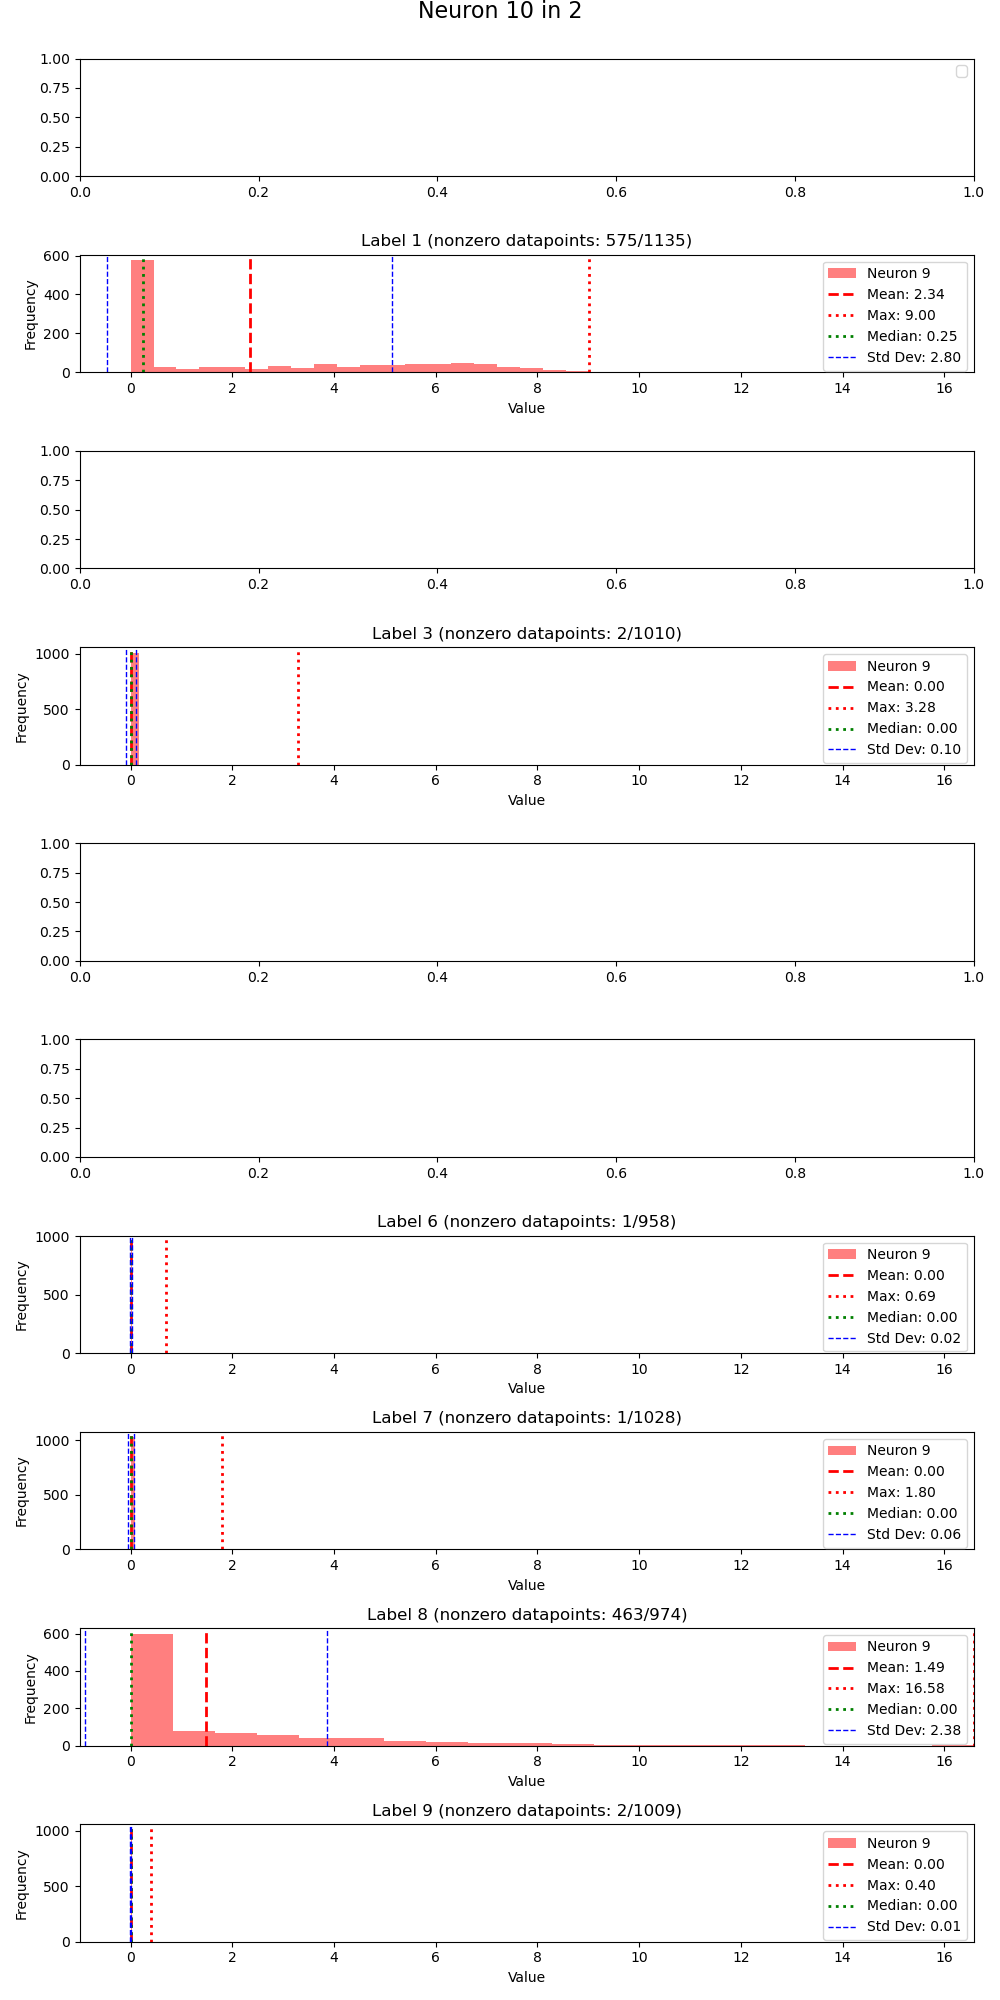 Neuron 10 in 2
1.00
0.75
0.50
0.25
0.00
0.0 0.2 0.4 0.6 0.8 1.0
Label 1 (nonzero datapoints: 575/1135)
Frequency
600
400
200
0
Neuron 9
Mean: 2.34
Max: 9.00
Median: 0.25
Std Dev: 2.80
0 2 4 6 8 10 12 14 16
Value
1.00
0.75
0.50
0.25
0.00
0.0 0.2 0.4 0.6 0.8 1.0
Label 3 (nonzero datapoints: 2/1010)
Frequency
1000
500
0
Neuron 9
Mean: 0.00
Max: 3.28
Median: 0.00
Std Dev: 0.10
0 2 4 6 8 10 12 14 16
Value
1.00
0.75
0.50
0.25
0.00
0.0 0.2 0.4 0.6 0.8 1.0
1.00
0.75
0.50
0.25
0.00
0.0 0.2 0.4 0.6 0.8 1.0
Label 6 (nonzero datapoints: 1/958)
Frequency
1000
500
0
Neuron 9
Mean: 0.00
Max: 0.69
Median: 0.00
Std Dev: 0.02
0 2 4 6 8 10 12 14 16
Value
Label 7 (nonzero datapoints: 1/1028)
Frequency
1000
500
0
Neuron 9
Mean: 0.00
Max: 1.80
Median: 0.00
Std Dev: 0.06
0 2 4 6 8 10 12 14 16
Value
Label 8 (nonzero datapoints: 463/974)
Frequency
600
400
200
0
Neuron 9
Mean: 1.49
Max: 16.58
Median: 0.00
Std Dev: 2.38
0 2 4 6 8 10 12 14 16
Value
Label 9 (nonzero datapoints: 2/1009)
Frequency
1000
500
0
Neuron 9
Mean: 0.00
Max: 0.40
Median: 0.00
Std Dev: 0.01
0 2 4 6 8 10 12 14 16
Value